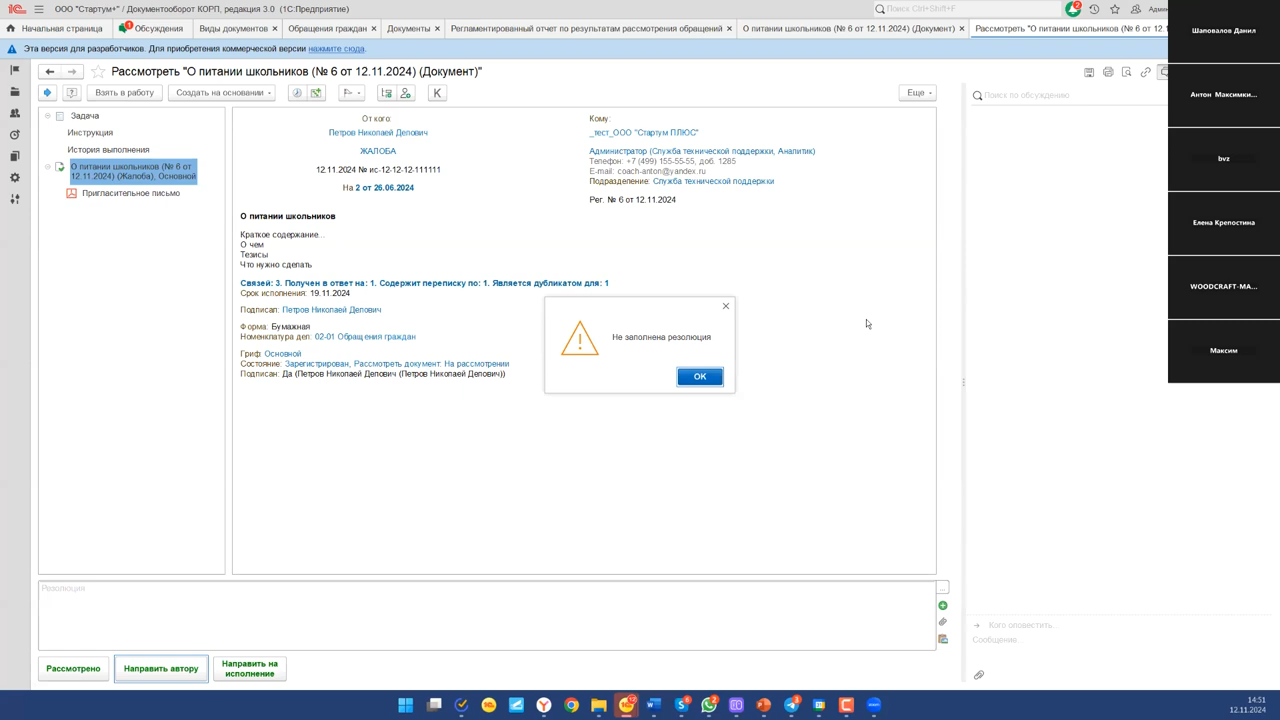 ООО "Стартум+" / Документооборот КОРП, редакция 3.0 (1С:Предприятие)
Поиск Ctrl+Shift+F
2
Начальная страница
1
Обсуждения
Виды документов
Обращения граждан
Документы
Регламентированный отчет по результатам рассмотрения обращений
О питании школьников (№ 6 от 12.11.2024) (Документ)
Рассмотреть "О питании школьников (№ 6 от 12.1
Эта версия для разработчиков. Для приобретения коммерческой версии нажмите сюда.
Рассмотреть "О питании школьников (№ 6 от 12.11.2024) (Документ)"
Взять в работу
Создать на основании
К
Еще
Поиск по обсуждению
Задача
Инструкция
История выполнения
О питании школьников (№ 6 от
12.11.2024) (Жалоба), Основной
Пригласительное письмо
От кого:
Петров Николаей Делович
ЖАЛОБА
12.11.2024 № ис-12-12-12-111111
На 2 от 26.06.2024
Кому:
_тест_ООО "Стартум ПЛЮС"
Администратор (Служба технической поддержки, Аналитик)
Телефон: +7 (499) 155-55-55, доб. 1285
E-mail: coach-anton@yandex.ru
Подразделение: Служба технической поддержки
Рег. № 6 от 12.11.2024
О питании школьников
Краткое содержание...
О чем
Тезисы
Что нужно сделать
Связей: 3. Получен в ответ на: 1. Содержит переписку по: 1. Является дубликатом для: 1
Срок исполнения: 19.11.2024
Подписал: Петров Николаей Делович
Форма: Бумажная
Номенклатура дел: 02-01 Обращения граждан
Гриф: Основной
Состояние: Зарегистрирован, Рассмотреть документ: На рассмотрении
Подписан: Да (Петров Николаей Делович (Петров Николаей Делович))
Не заполнена резолюция
OK
Резолюция
...
Рассмотрено
Направить автору
Направить на
исполнение
Кого оповестить...
Сообщение
Шаповалов Данил
Антон Максимки...
bvz
Елена Крепостина
WOODCRAFT-MA...
Максим
14:51
12.11.2024